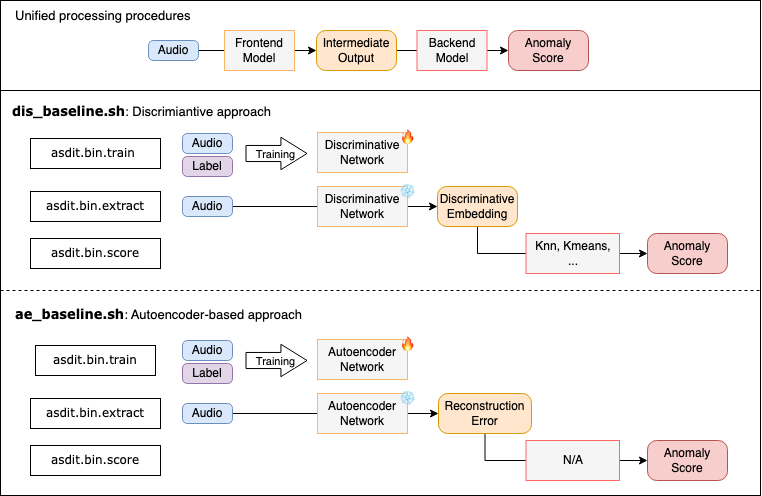 Unified processing procedures
Audio
Frontend
Model
Intermediate
Output
Backend
Model
Anomaly
Score
dis_baseline.sh: Discrimiantive approach
asdit.bin.train
Audio
Label
Training
Discriminative
Network
asdit.bin.extract
Audio
Discriminative
Network
Discriminative
Embedding
asdit.bin.score
Knn, Kmeans,
...
Anomaly
Score
ae_baseline.sh: Autoencoder-based approach
asdit.bin.train
Audio
Label
Training
Autoencoder
Network
asdit.bin.extract
Audio
Autoencoder
Network
Reconstruction
Error
asdit.bin.score
N/A
Anomaly
Score